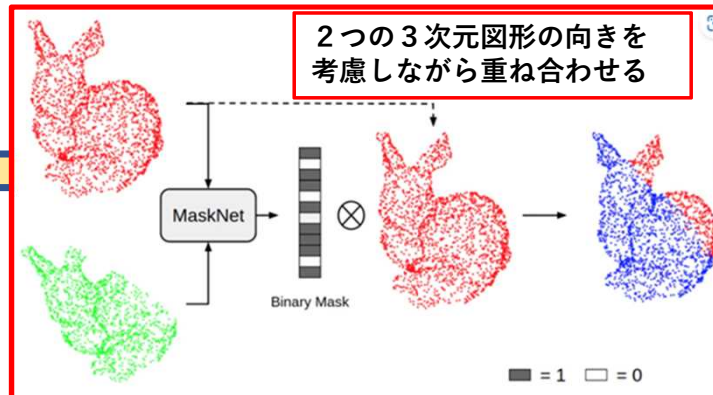 ２つの３次元図形の向きを
考慮しながら重ね合わせる
MaskNet
Binary Mask
= 1
= 0